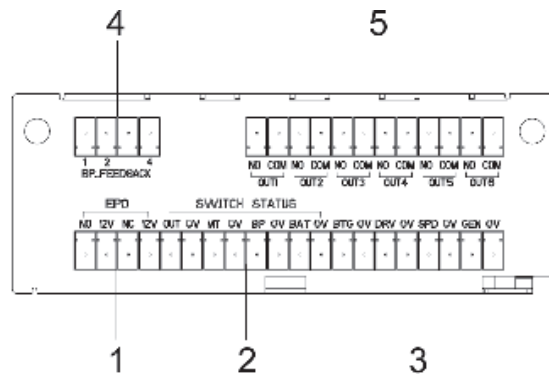 4 5
1 2 4
BP_FEEDBACK
NO COM NO COM NO COM NO COM NO COM NO COM
OUT1 OUT2 OUT3 OUT4 OUT5 OUT6
EPO SWITCH STATUS
NO 12V NC 12V OUT 0V MT 0V BP 0V BAT 0V BTG 0V DRV 0V SPD 0V GEN 0V
1 2 3